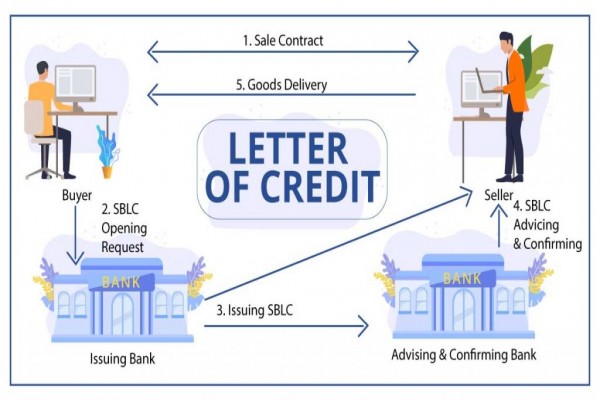 1. Sale Contract
5. Goods Delivery
LETTER
OF CREDIT
Buyer
Seller
2. SBLC
Opening
Request
4. SBLC
Advicing
& Confirming
BANK
BANK
3. Issuing SBLC
Issuing Bank
Advising & Confirming Bank